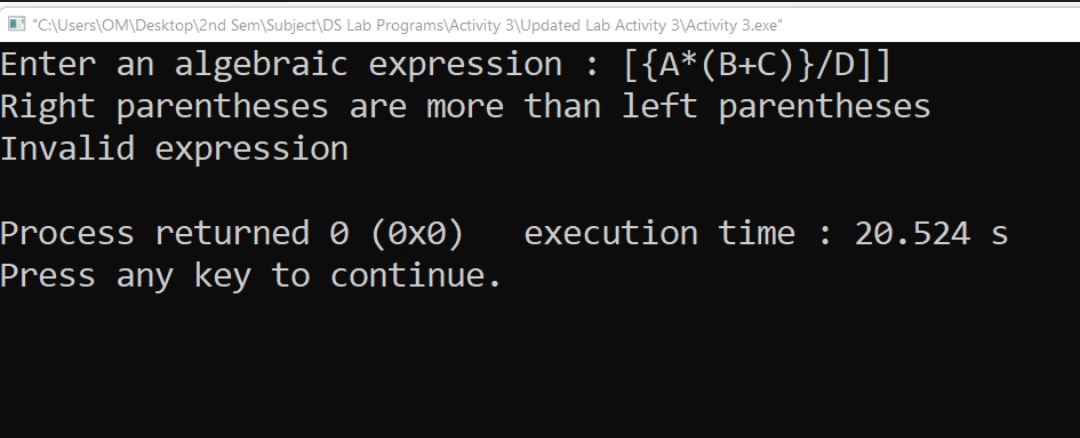 "C:\Users\OM\Desktop\2nd Sem\Subject\DS Lab Programs\Activity 3\Updated Lab Activity 3\Activity 3.exe"
Enter an algebraic expression : [{A*(B+C)}/D]]
Right parentheses are more than left parentheses
Invalid expression
Process returned 0 (0x0)   execution time : 20.524 s
Press any key to continue.